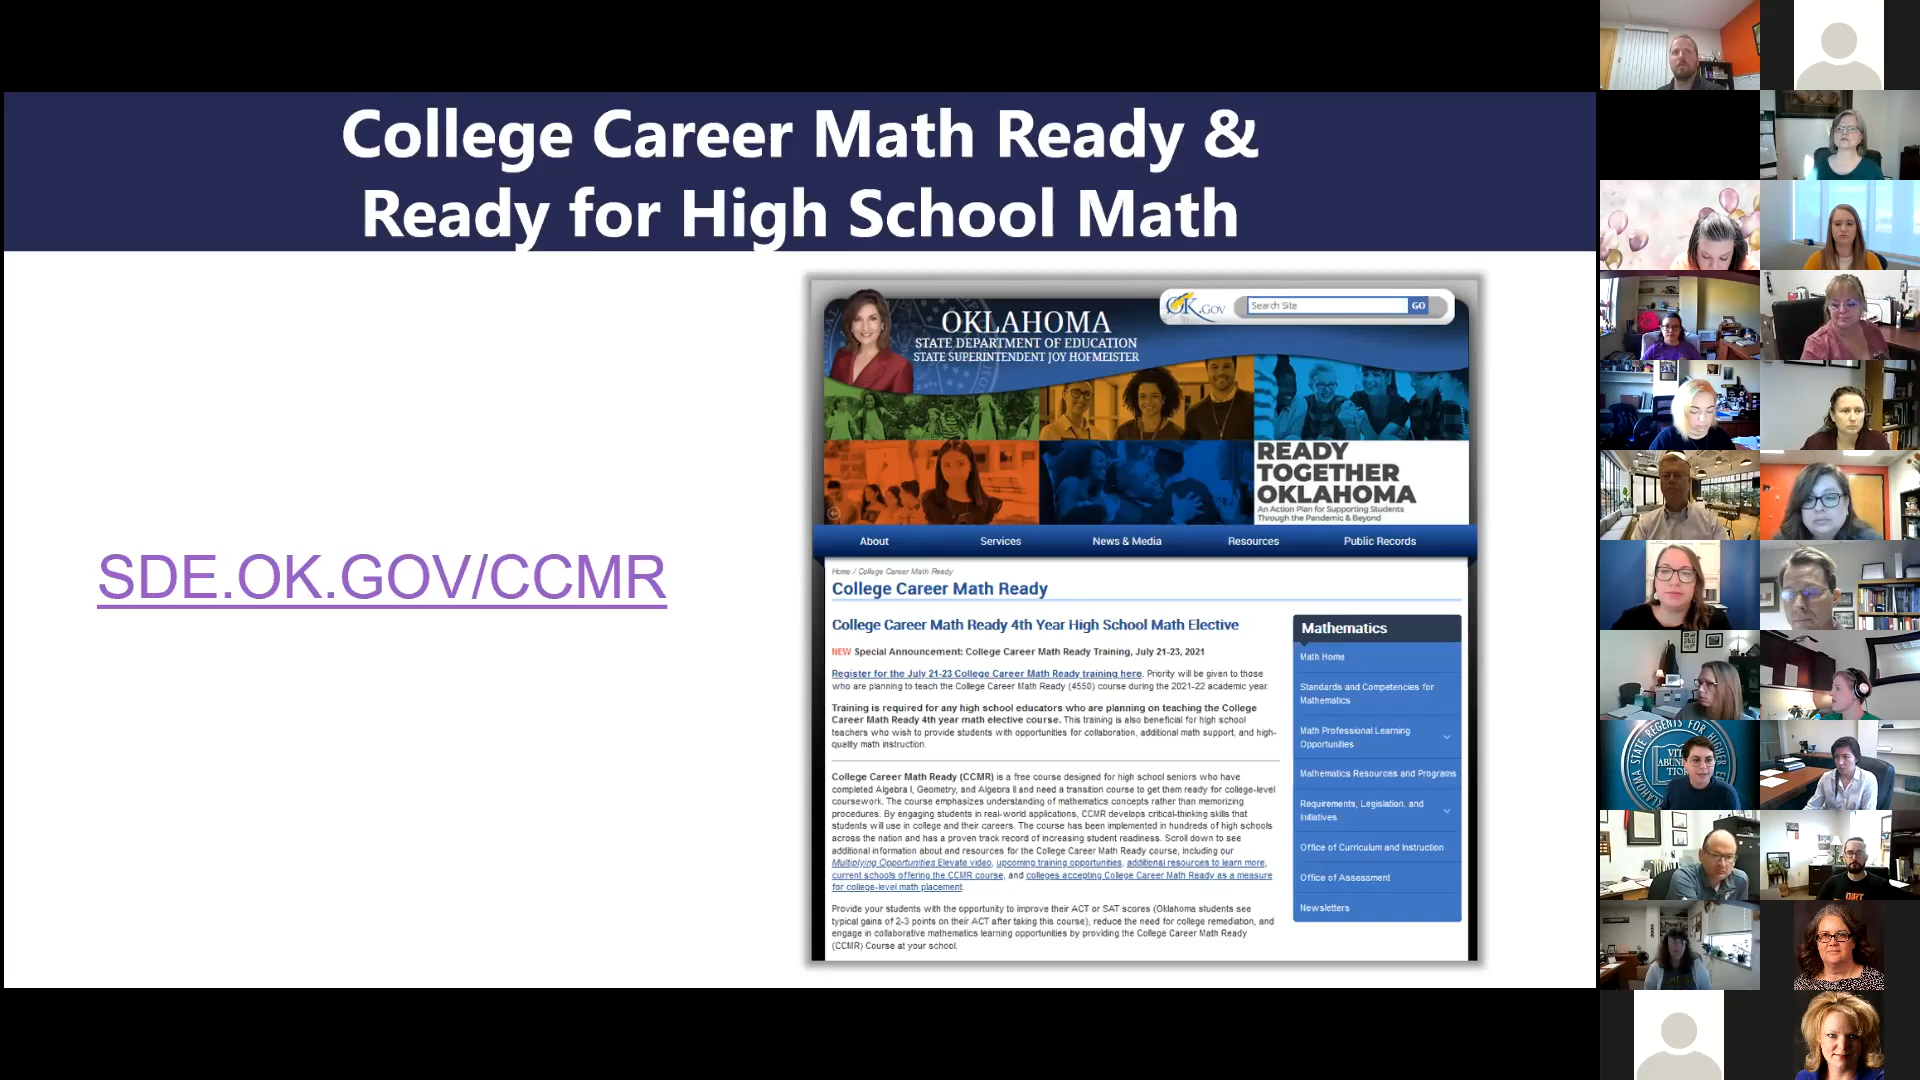 College Career Math Ready &
Ready for High School Math
SDE.OK.GOV/CCMR
OKLAHOMA
STATE DEPARTMENT OF EDUCATION
STATE SUPERINTENDENT JOY HOFMEISTER
OK.GOV
Search Site
GO
READY
TOGETHER
OKLAHOMA
An Action Plan for Supporting Students
Through the Pandemic & Beyond
About
Services
News & Media
Resources
Public Records
Home / College Career Math Ready
College Career Math Ready
College Career Math Ready 4th Year High School Math Elective
NEW Special Announcement: College Career Math Ready Training, July 21-23, 2021
Register for the July 21-23 College Career Math Ready training here. Priority will be given to those
who are planning to teach the College Career Math Ready (4550) course during the 2021-22 academic year.
Training is required for any high school educators who are planning on teaching the College
Career Math Ready 4th year math elective course. This training is also beneficial for high school
teachers who wish to provide students with opportunities for collaboration, additional math support, and high-
quality math instruction.
College Career Math Ready (CCMR) is a free course designed for high school seniors who have
completed Algebra I, Geometry, and Algebra II and need a transition course to get them ready for college-level
coursework. The course emphasizes understanding of mathematics concepts rather than memorizing
procedures. By engaging students in real-world applications, CCMR develops critical-thinking skills that
students will use in college and their careers. The course has been implemented in hundreds of high schools
across the nation and has a proven track record of increasing student readiness. Scroll down to see
additional information about and resources for the College Career Math Ready course, including our
Multiplying Opportunities Elevate video, upcoming training opportunities, additional resources to learn more,
current schools offering the CCMR course, and colleges accepting College Career Math Ready as a measure
for college-level math placement.
Provide your students with the opportunity to improve their ACT or SAT scores (Oklahoma students see
typical gains of 2-3 points on their ACT after taking this course), reduce the need for college remediation, and
engage in collaborative mathematics learning opportunities by providing the College Career Math Ready
(CCMR) Course at your school.
Mathematics
Math Home
Standards and Competencies for
Mathematics
Math Professional Learning
Opportunities
Mathematics Resources and Programs
Requirements, Legislation, and
Initiatives
Office of Curriculum and Instruction
Office of Assessment
Newsletters
OKLAHOMA STATE REGENTS FOR HIGHER